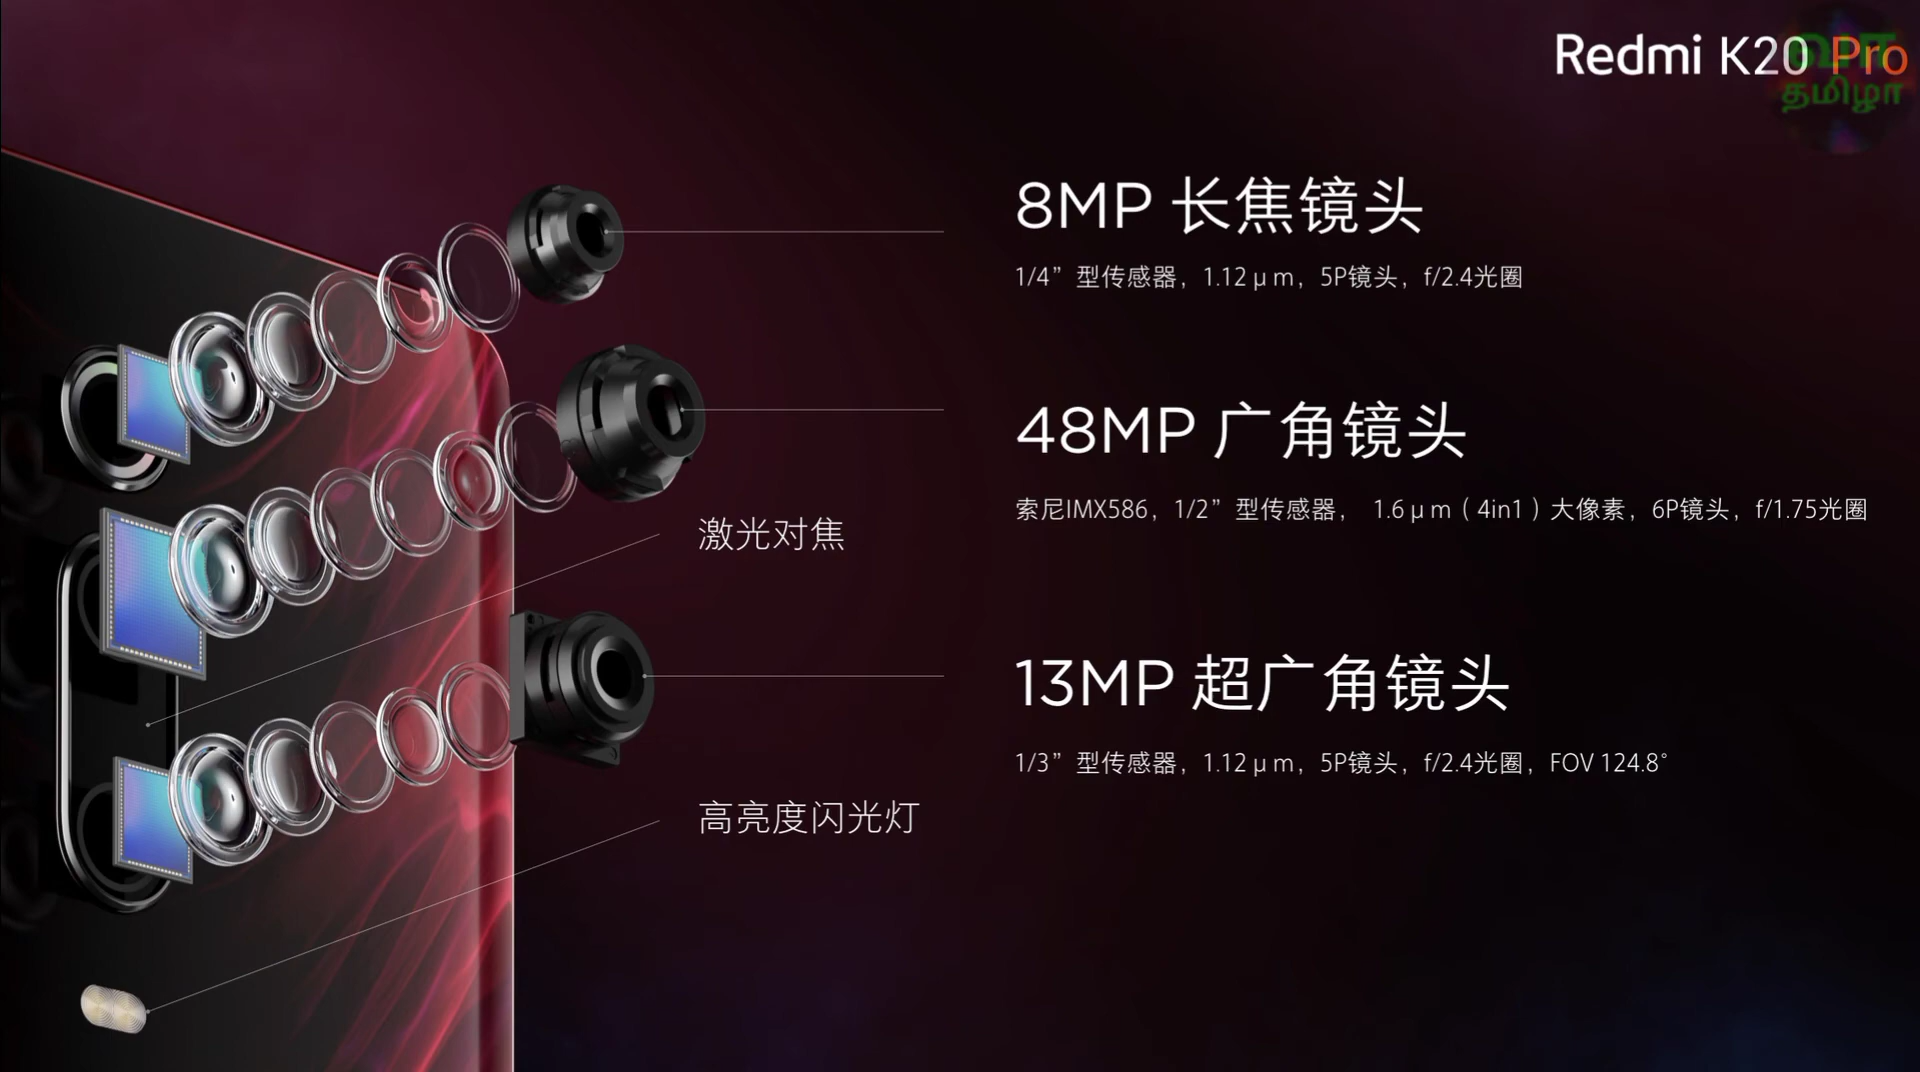 Redmi K20 Pro
வா
தமிழா
8MP 长焦镜头
1/4” 型传感器，1.12μm，5P镜头，f/2.4光圈
48MP 广角镜头
索尼IMX586，1/2” 型传感器， 1.6μm（4in1）大像素，6P镜头，f/1.75光圈
激光对焦
13MP 超广角镜头
1/3” 型传感器，1.12μm，5P镜头，f/2.4光圈，FOV 124.8°
高亮度闪光灯